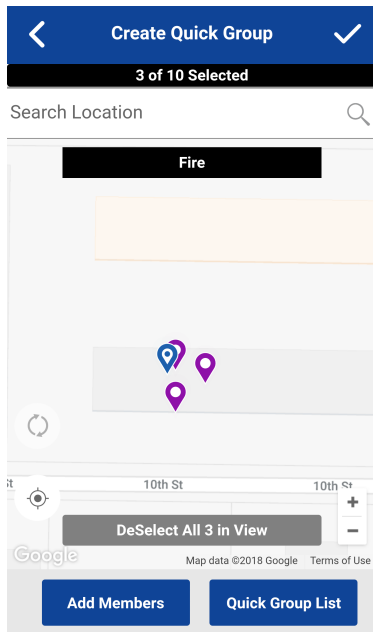 Create Quick Group
3 of 10 Selected
Search Location
Fire
st
10th St
10th St
+
DeSelect All 3 in View
−
Google
Map data ©2018 Google
Terms of Use
Add Members
Quick Group List